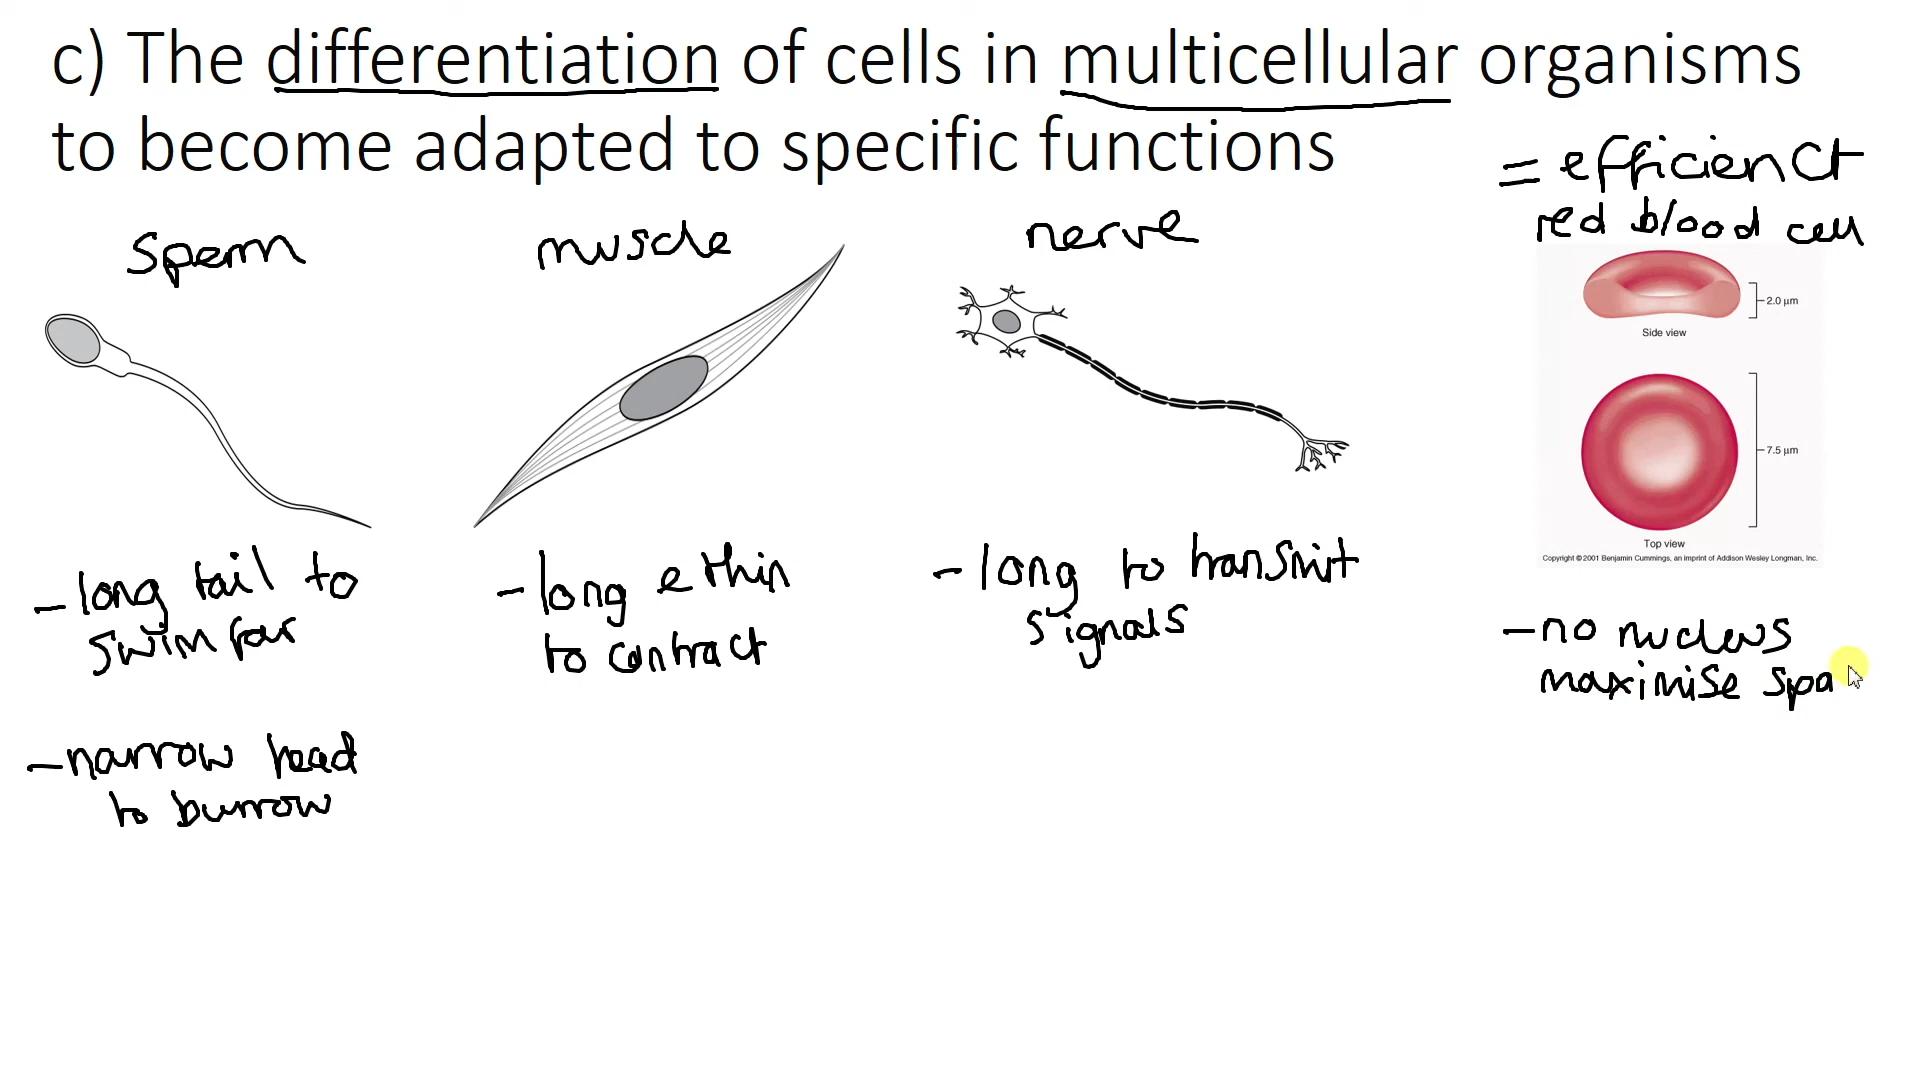 c) The differentiation of cells in multicellular organisms
to become adapted to specific functions
= efficienct
sperm
muscle
nerve
red blood cell
2.0 µm
Side view
7.5 µm
Top view
Copyright © 2001 Benjamin Cummings, an imprint of Addison Wesley Longman, Inc.
- long tail to
swim far
- narrow head
to burrow
- long e thin
to contract
- long to transmit
signals
- no nucleus
maximise spa